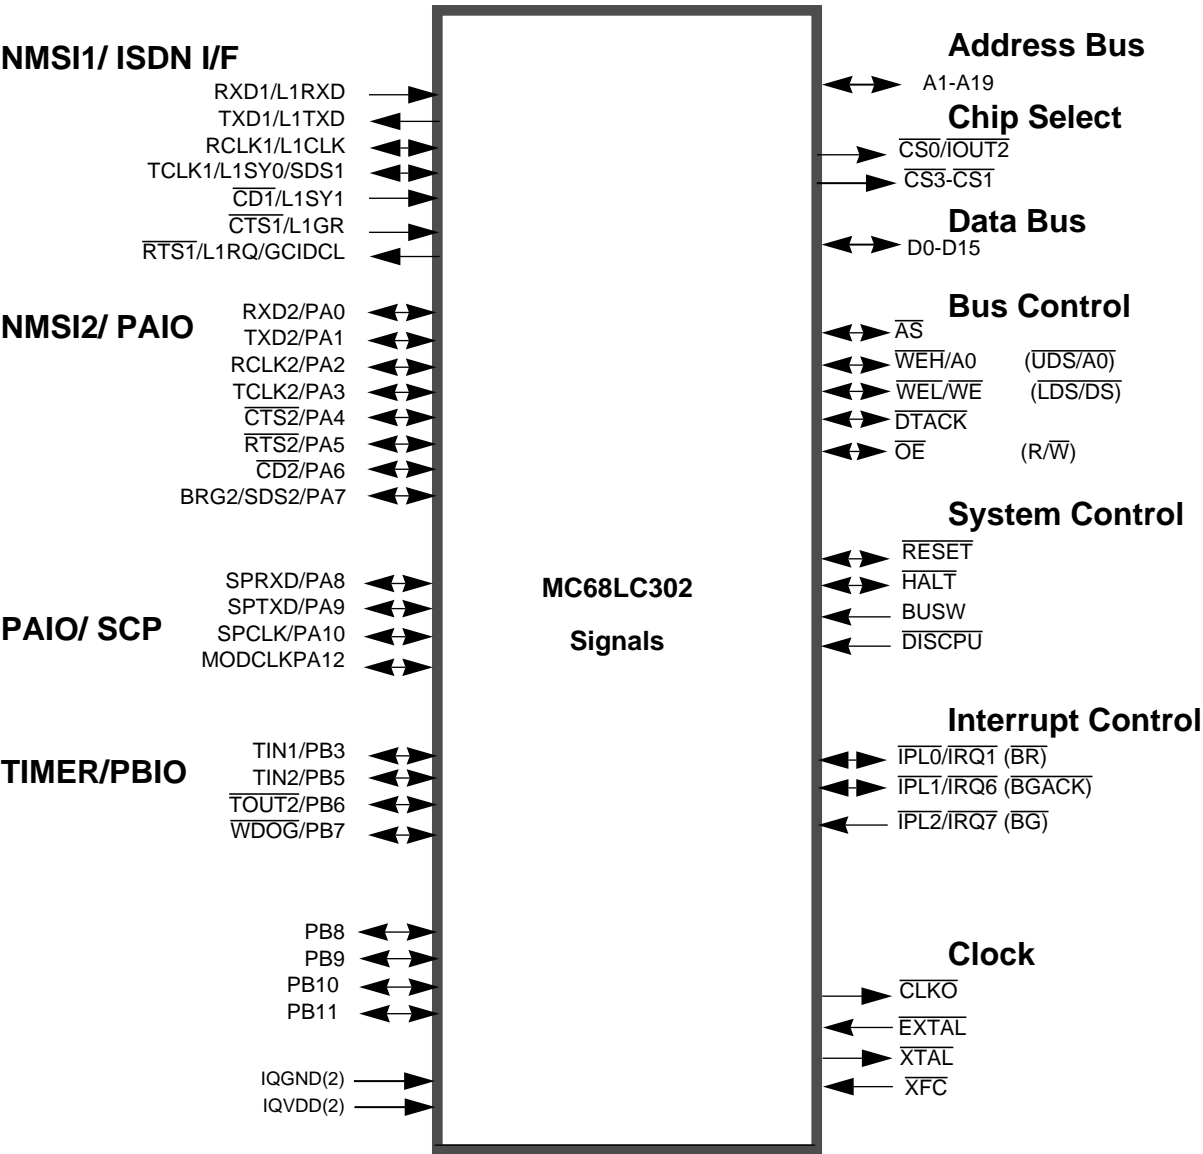 NMSI1/ ISDN I/F
RXD1/L1RXD
TXD1/L1TXD
RCLK1/L1CLK
TCLK1/L1SY0/SDS1
CD1/L1SY1
CTS1/L1GR
RTS1/L1RQ/GCIDCL
NMSI2/ PAIO
RXD2/PA0
TXD2/PA1
RCLK2/PA2
TCLK2/PA3
CTS2/PA4
RTS2/PA5
CD2/PA6
BRG2/SDS2/PA7
PAIO/ SCP
SPRXD/PA8
SPTXD/PA9
SPCLK/PA10
MODCLKPA12
TIMER/PBIO
TIN1/PB3
TIN2/PB5
TOUT2/PB6
WDOG/PB7
PB8
PB9
PB10
PB11
IQGND(2)
IQVDD(2)
MC68LC302
Signals
Address Bus
A1-A19
Chip Select
CS0/IOUT2
CS3-CS1
Data Bus
D0-D15
Bus Control
AS
WEH/A0 (UDS/A0)
WEL/WE (LDS/DS)
DTACK
OE (R/W)
System Control
RESET
HALT
BUSW
DISCPU
Interrupt Control
IPL0/IRQ1 (BR)
IPL1/IRQ6 (BGACK)
IPL2/IRQ7 (BG)
Clock
CLKO
EXTAL
XTAL
XFC